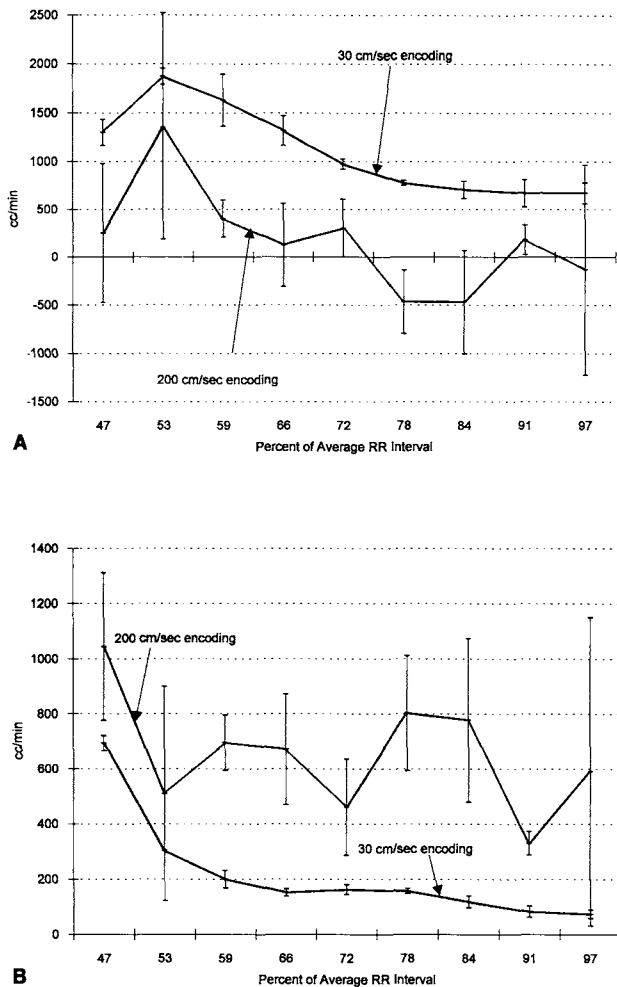 2500
2000
1500
1000
500
0
-500
-1000
-1500
cc/min
30 cm/sec encoding
200 cm/sec encoding
47 53 59 66 72 78 84 91 97
Percent of Average RR Interval
A
1400
1200
1000
800
600
400
200
0
cc/min
200 cm/sec encoding
30 cm/sec encoding
47 53 59 66 72 78 84 91 97
Percent of Average RR Interval
B